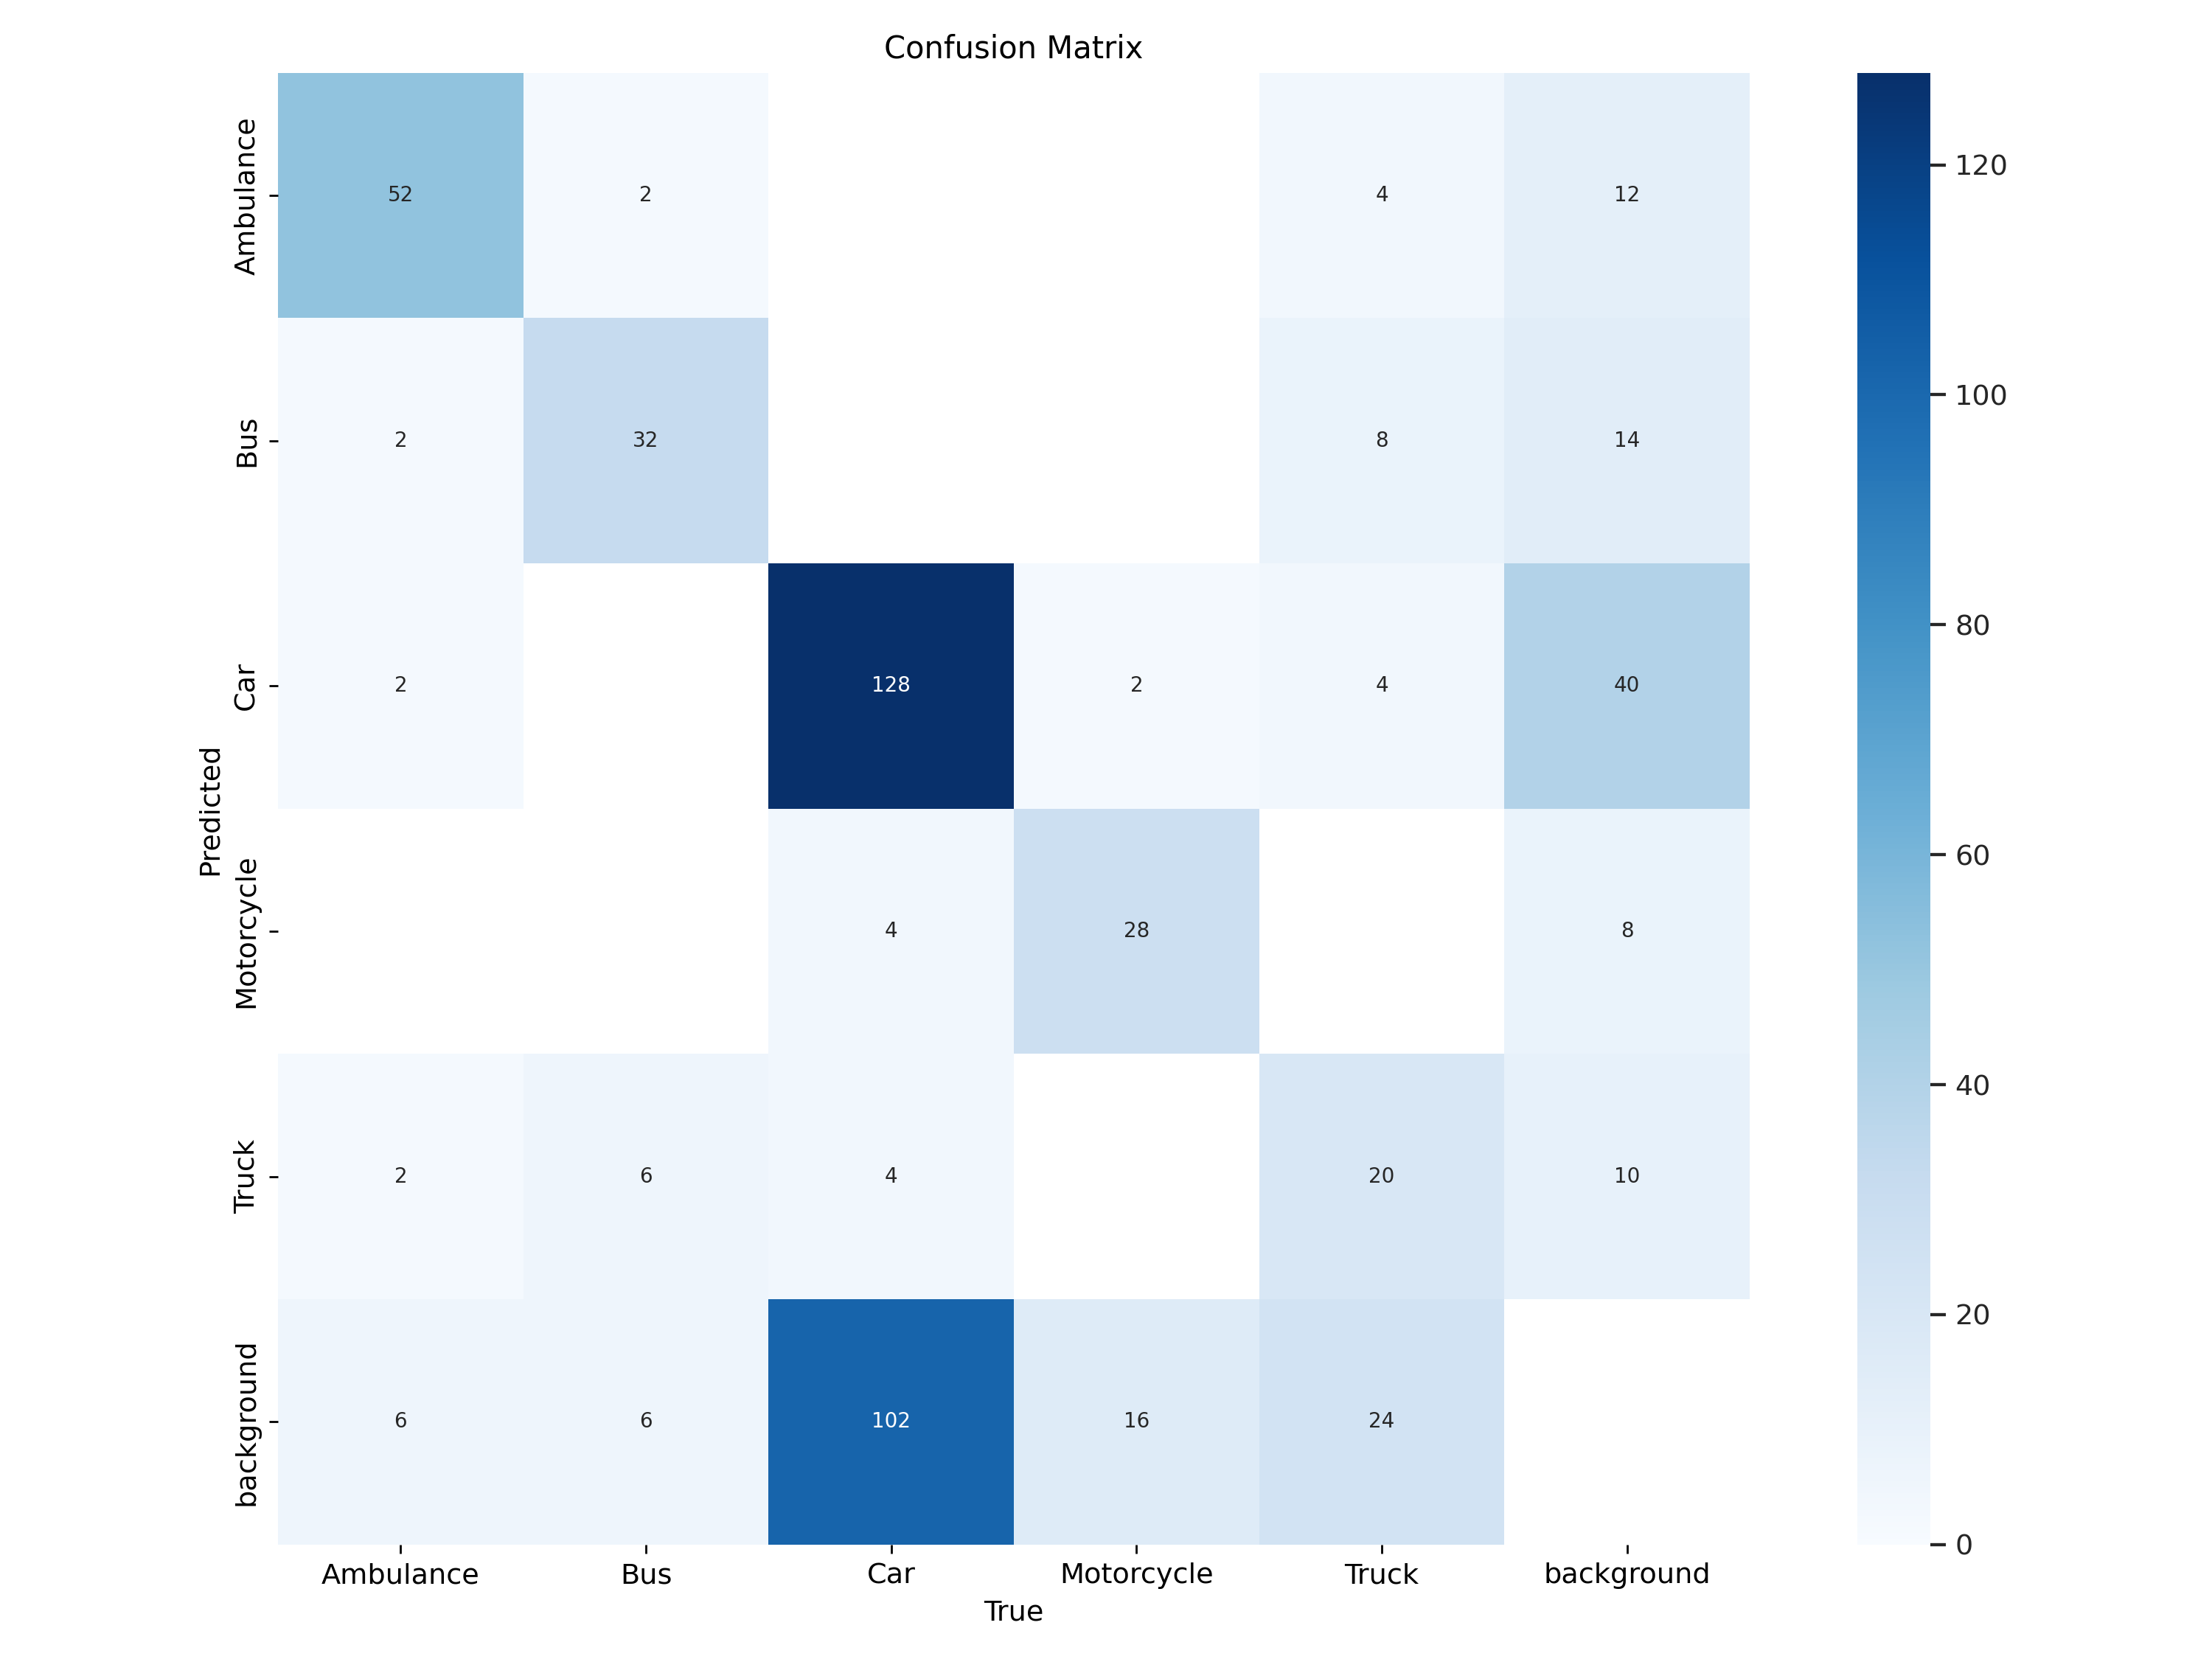 Confusion Matrix
Ambulance 52 2 4 12
Bus 2 32 8 14
Car 2 128 2 4 40
Predicted
Motorcycle 4 28 8
Truck 2 6 4 20 10
background 6 6 102 16 24
Ambulance Bus Car Motorcycle Truck background
True
120
100
80
60
40
20
0